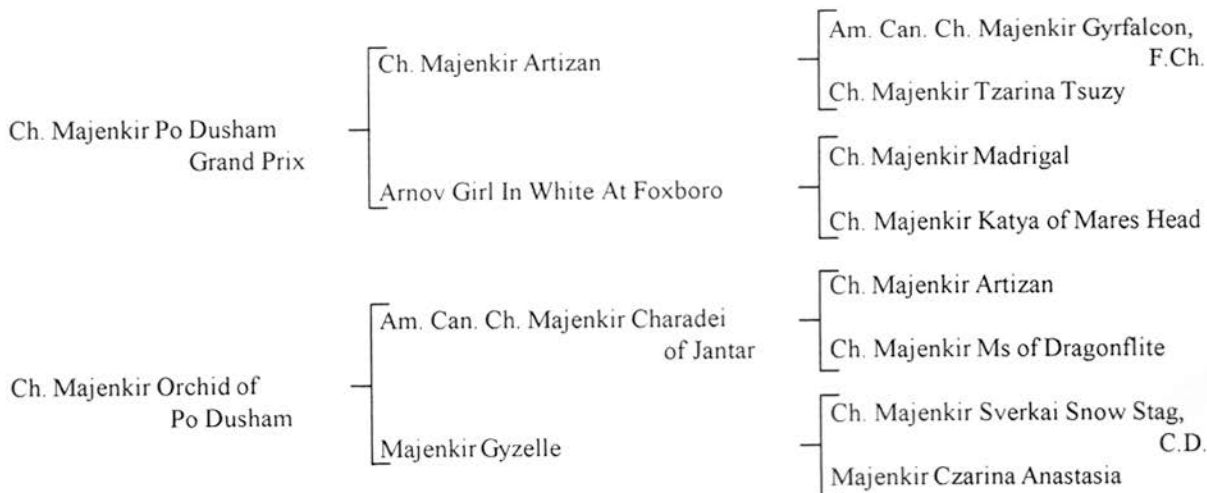 Am. Can. Ch. Majenkir Gyrfalcon,
F.Ch.
Ch. Majenkir Artizan
Ch. Majenkir Tzarina Tsuzy
Ch. Majenkir Po Dusham
Grand Prix
Ch. Majenkir Madrigal
Arnov Girl In White At Foxboro
Ch. Majenkir Katya of Mares Head
Ch. Majenkir Artizan
Am. Can. Ch. Majenkir Charadei
of Jantar
Ch. Majenkir Ms of Dragonflite
Ch. Majenkir Orchid of
Po Dusham
Ch. Majenkir Sverkai Snow Stag,
C.D.
Majenkir Gyzelle
Majenkir Czarina Anastasia